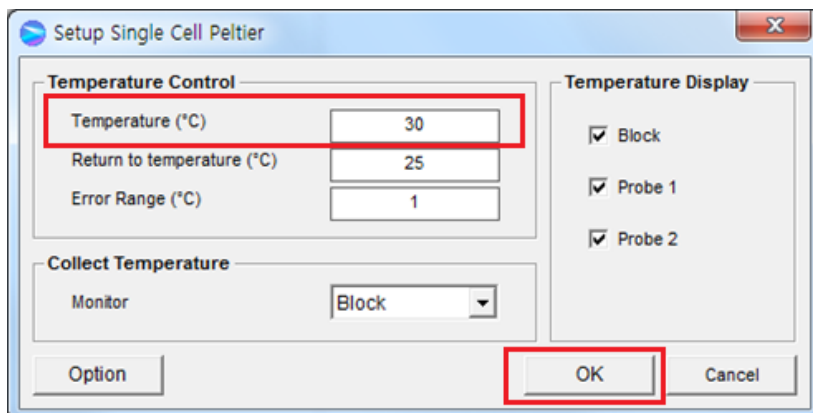 Setup Single Cell Peltier
Temperature Control
Temperature (°C) 30
Return to temperature (°C) 25
Error Range (°C) 1
Temperature Display
Block
Probe 1
Probe 2
Collect Temperature
Monitor Block
Option
OK
Cancel